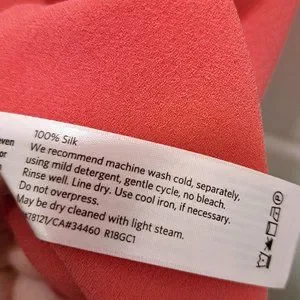 even
or
100% Silk
We recommend machine wash cold, separately,
using mild detergent, gentle cycle, no bleach.
Rinse well. Line dry. Use cool iron, if necessary.
Do not overpress.
May be dry cleaned with light steam.
78121/CA#34460 R18GC1